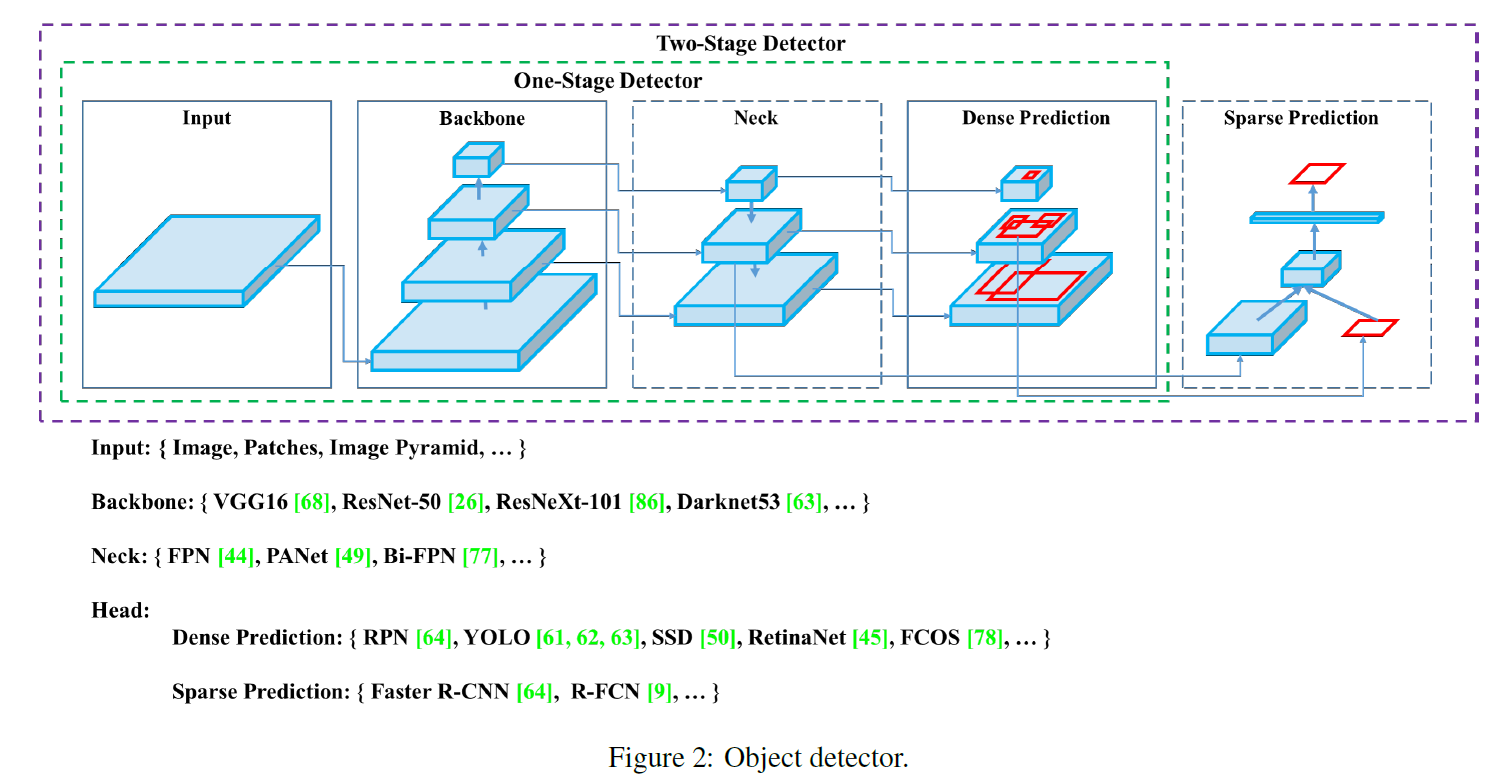 Two-Stage Detector
One-Stage Detector
Input
Backbone
Neck
Dense Prediction
Sparse Prediction
Input: { Image, Patches, Image Pyramid, … }
Backbone: { VGG16 [68], ResNet-50 [26], ResNeXt-101 [86], Darknet53 [63], … }
Neck: { FPN [44], PANet [49], Bi-FPN [77], … }
Head:
Dense Prediction: { RPN [64], YOLO [61, 62, 63], SSD [50], RetinaNet [45], FCOS [78], … }
Sparse Prediction: { Faster R-CNN [64], R-FCN [9], … }
Figure 2: Object detector.